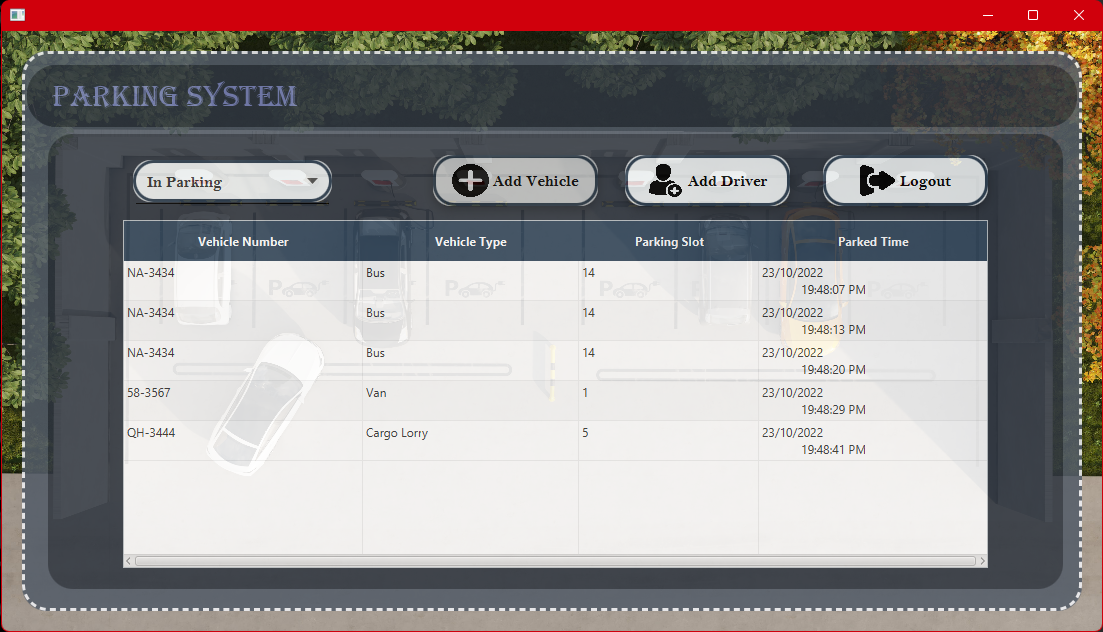 PARKING SYSTEM
In Parking
Add Vehicle
Add Driver
Logout
Vehicle Number Vehicle Type Parking Slot Parked Time
NA-3434 Bus 14 23/10/2022
19:48:07 PM
NA-3434 Bus 14 23/10/2022
19:48:13 PM
NA-3434 Bus 14 23/10/2022
19:48:20 PM
58-3567 Van 1 23/10/2022
19:48:29 PM
QH-3444 Cargo Lorry 5 23/10/2022
19:48:41 PM
P
P
P
P